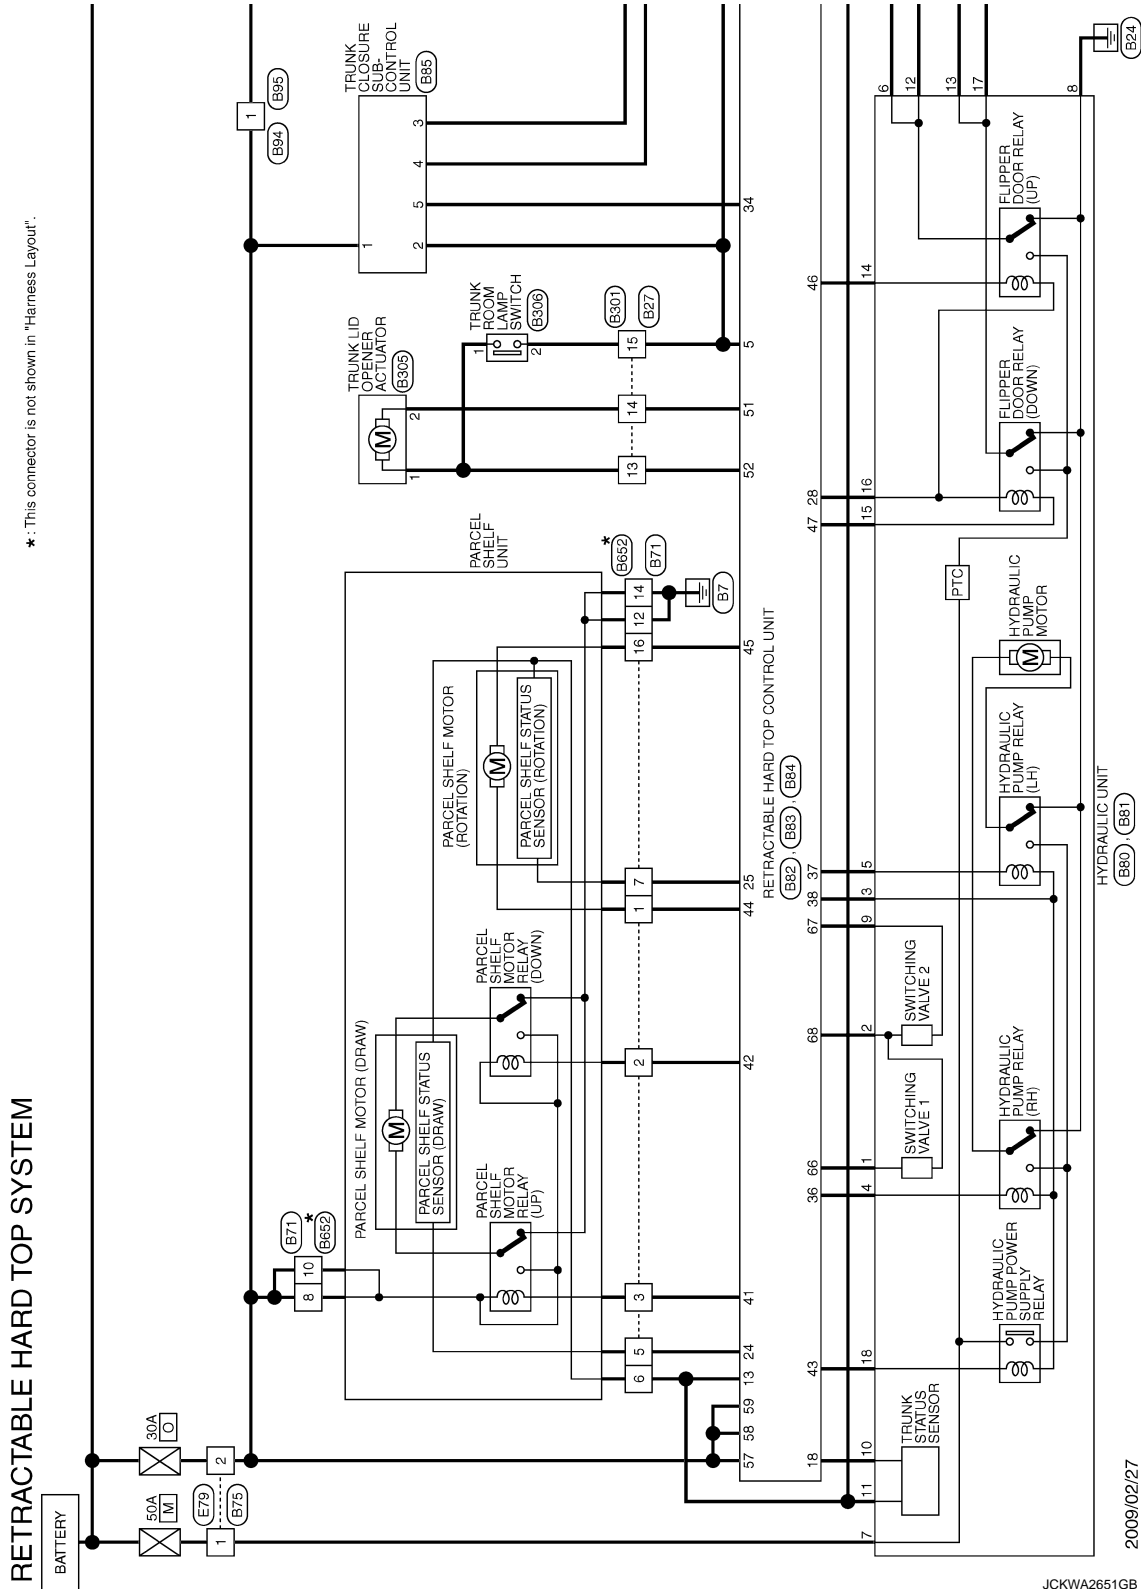 RETRACTABLE HARD TOP SYSTEM
★ : This connector is not shown in "Harness Layout".
BATTERY
50A
M
30A
O
E79
B75
1
2
B71
★
B652
8
10
B94
1
B95
PARCEL SHELF MOTOR (DRAW)
M
PARCEL SHELF STATUS
SENSOR (DRAW)
PARCEL
SHELF
MOTOR
RELAY
(UP)
PARCEL
SHELF
MOTOR
RELAY
(DOWN)
PARCEL SHELF MOTOR
(ROTATION)
M
PARCEL SHELF STATUS
SENSOR (ROTATION)
PARCEL
SHELF
UNIT
★
B652
B71
B7
6
5
3
2
1
7
16
12
14
TRUNK LID
OPENER
ACTUATOR
B305
M
1
2
TRUNK
ROOM
LAMP
SWITCH
B306
1
2
B301
B27
13
14
15
TRUNK
CLOSURE
SUB-
CONTROL
UNIT
B85
1
2
5
4
3
57
58
59
13
24
41
42
44
25
45
52
51
5
34
RETRACTABLE HARD TOP CONTROL UNIT
B82 , B83 , B84
18
43
36
66
68
67
38
37
47
28
46
7
11
10
18
4
1
2
9
3
5
15
16
14
6
12
13
17
8
B24
TRUNK
STATUS
SENSOR
HYDRAULIC
PUMP POWER
SUPPLY
RELAY
HYDRAULIC
PUMP RELAY
(RH)
SWITCHING
VALVE 1
SWITCHING
VALVE 2
HYDRAULIC
PUMP RELAY
(LH)
HYDRAULIC
PUMP
MOTOR
M
PTC
FLIPPER
DOOR RELAY
(DOWN)
FLIPPER
DOOR RELAY
(UP)
HYDRAULIC UNIT
B80 , B81
2009/02/27
JCKWA2651GB